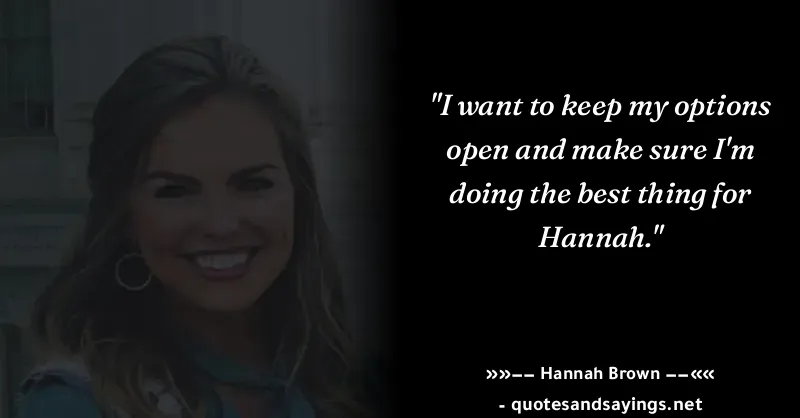 "I want to keep my options
open and make sure I'm
doing the best thing for
Hannah."
»»−− Hannah Brown −−««
- quotesandsayings.net